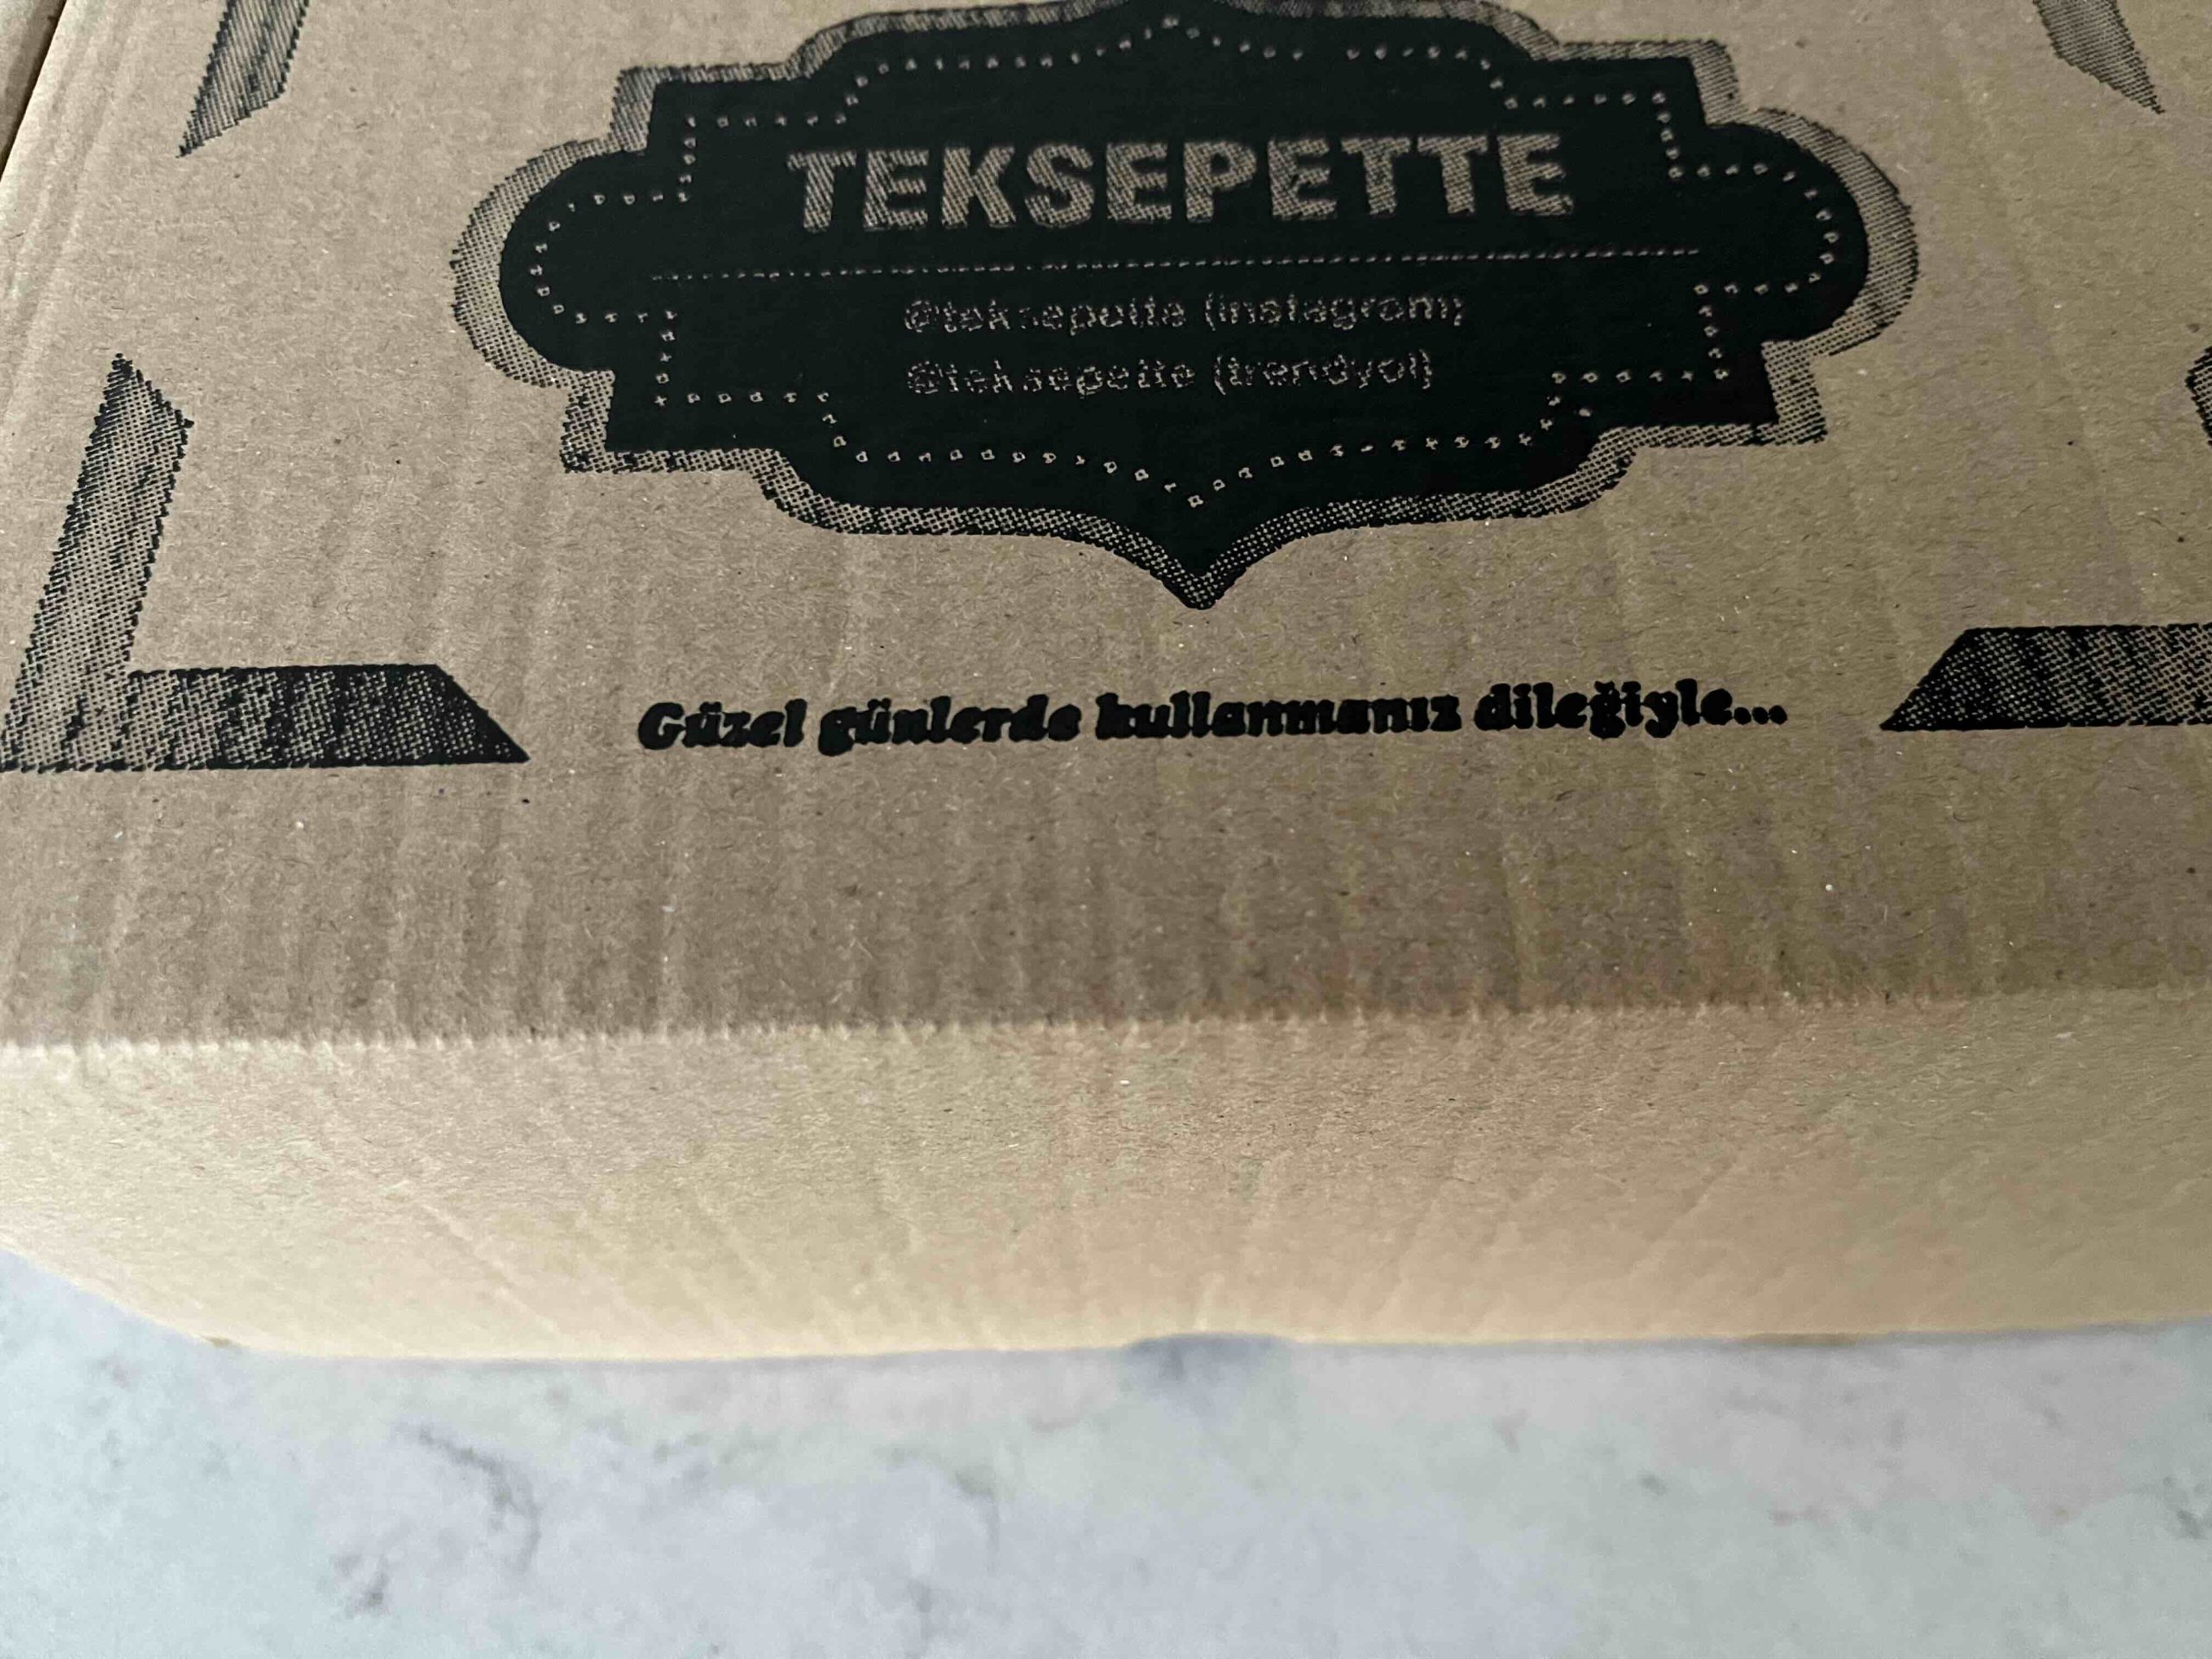 TEKSEPETTE
@teksepette (instagram)
@teksepette (trendyol)
Güzel günlerde kullanmanız dileğiyle...